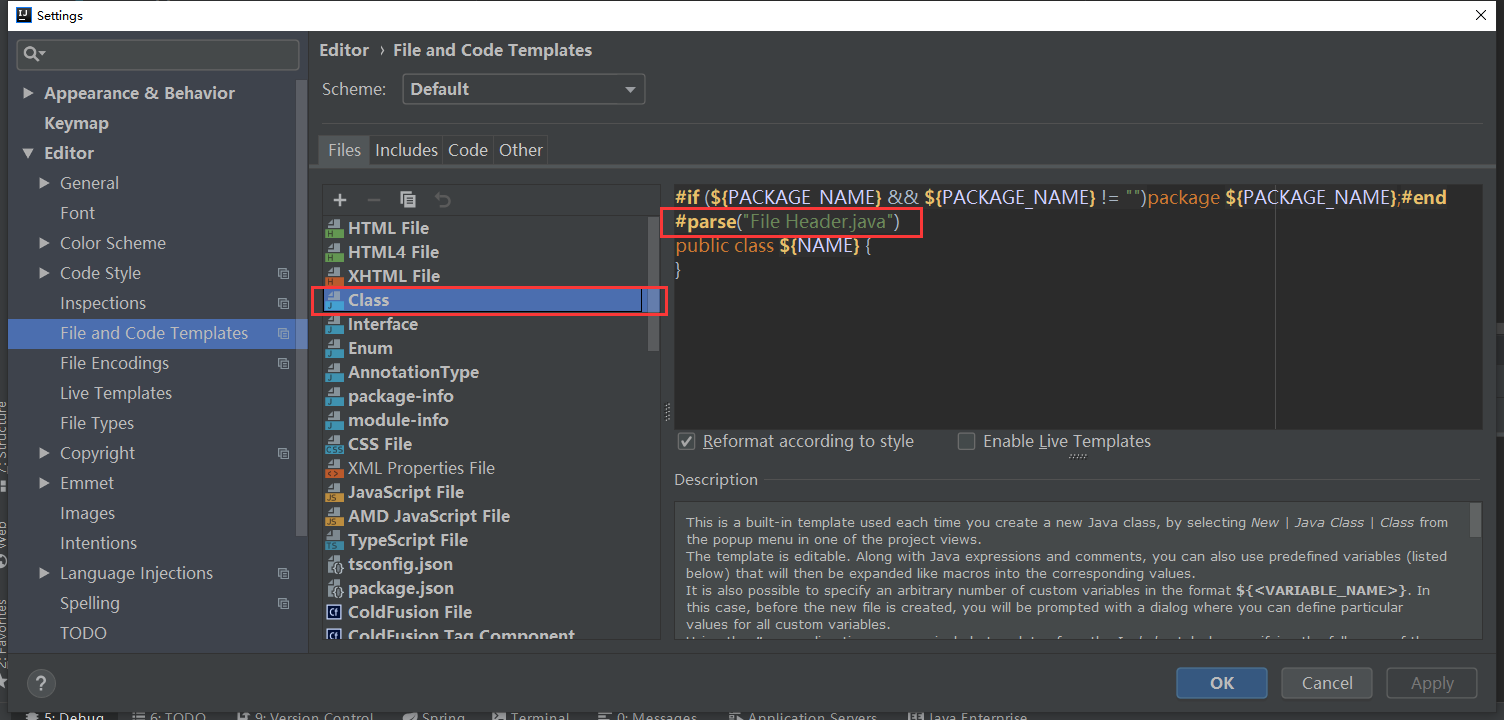 Settings
Editor › File and Code Templates
Scheme: Default
Appearance & Behavior
Keymap
Editor
General
Font
Color Scheme
Code Style
Inspections
File and Code Templates
File Encodings
Live Templates
File Types
Copyright
Emmet
Images
Intentions
Language Injections
Spelling
TODO
Files Includes Code Other
HTML File
HTML4 File
XHTML File
Class
Interface
Enum
AnnotationType
package-info
module-info
CSS File
XML Properties File
JavaScript File
AMD JavaScript File
TypeScript File
tsconfig.json
package.json
ColdFusion File
ColdFusion Tag Component
#if (${PACKAGE_NAME} && ${PACKAGE_NAME} != "")package ${PACKAGE_NAME};#end
#parse("File Header.java")
public class ${NAME} {
}
Reformat according to style Enable Live Templates
Description
This is a built-in template used each time you create a new Java class, by selecting New | Java Class | Class from
the popup menu in one of the project views.
The template is editable. Along with Java expressions and comments, you can also use predefined variables (listed
below) that will then be expanded like macros into the corresponding values.
It is also possible to specify an arbitrary number of custom variables in the format ${<VARIABLE_NAME>}. In
this case, before the new file is created, you will be prompted with a dialog where you can define particular
values for all custom variables.
?
OK Cancel Apply
7: Structure
Web
2: Favorites
5: Debug 6: TODO 9: Version Control Spring Terminal 0: Messages Application Servers Java Enterprise